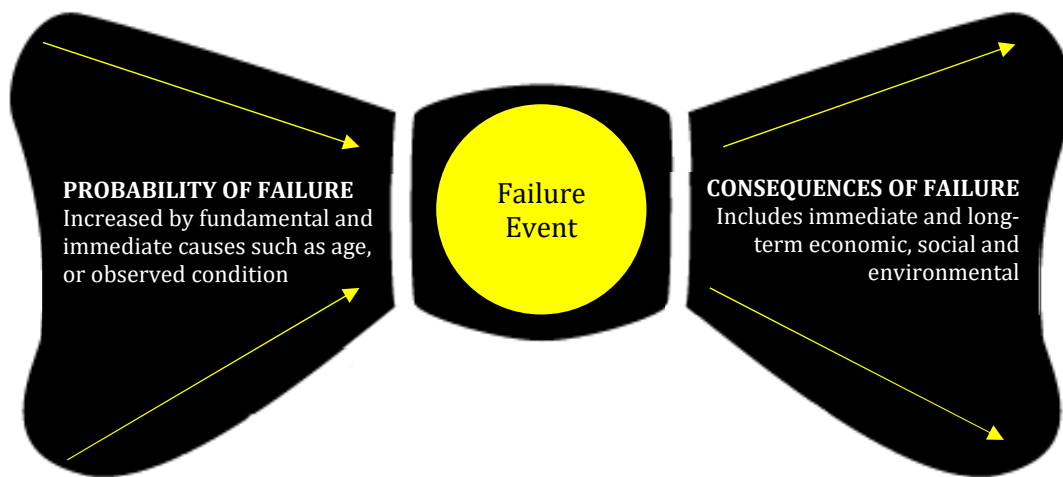 PROBABILITY OF FAILURE
Increased by fundamental and
immediate causes such as age,
or observed condition
Failure
Event
CONSEQUENCES OF FAILURE
Includes immediate and long-
term economic, social and
environmental